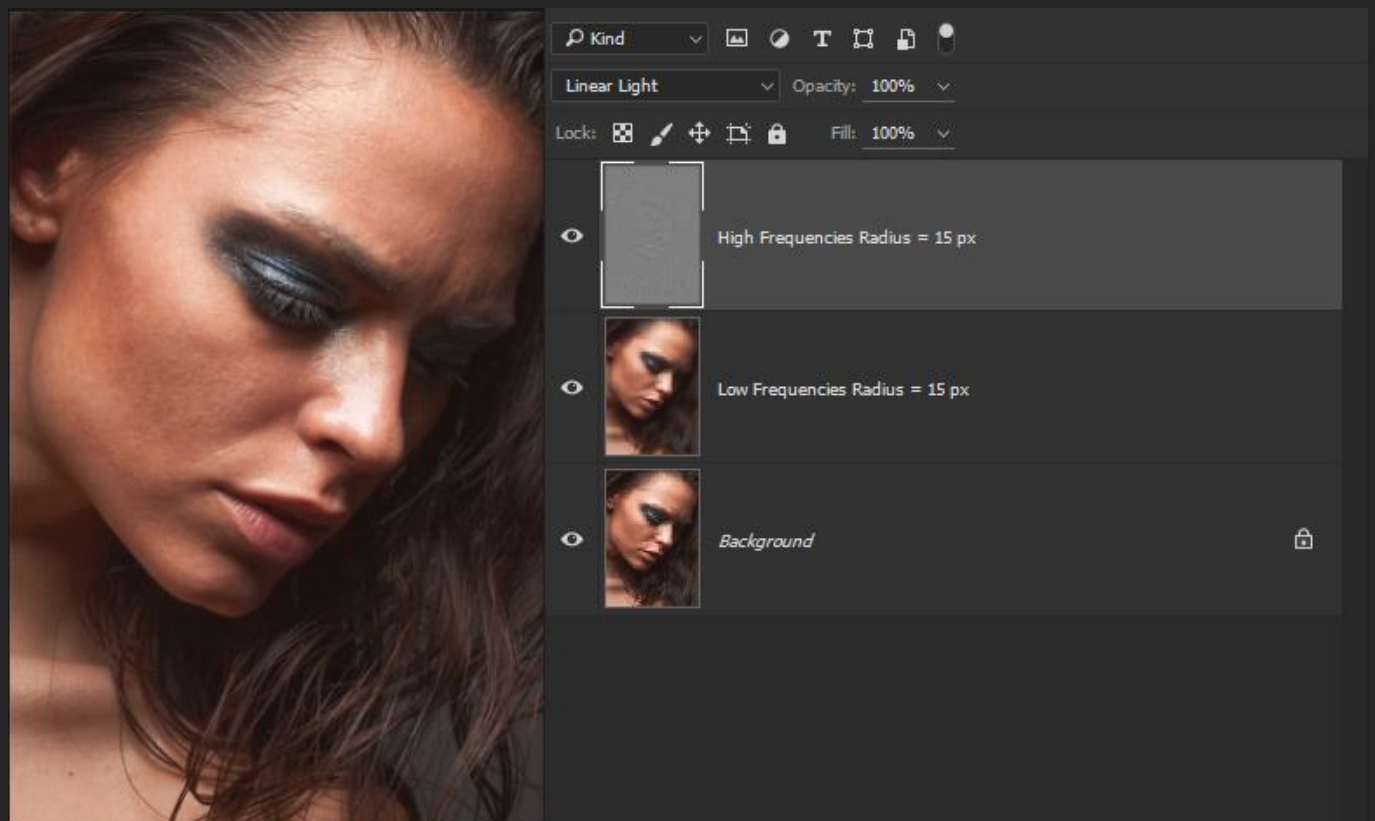 Kind
Linear Light Opacity: 100%
Lock: Fill: 100%
High Frequencies Radius = 15 px
Low Frequencies Radius = 15 px
Background